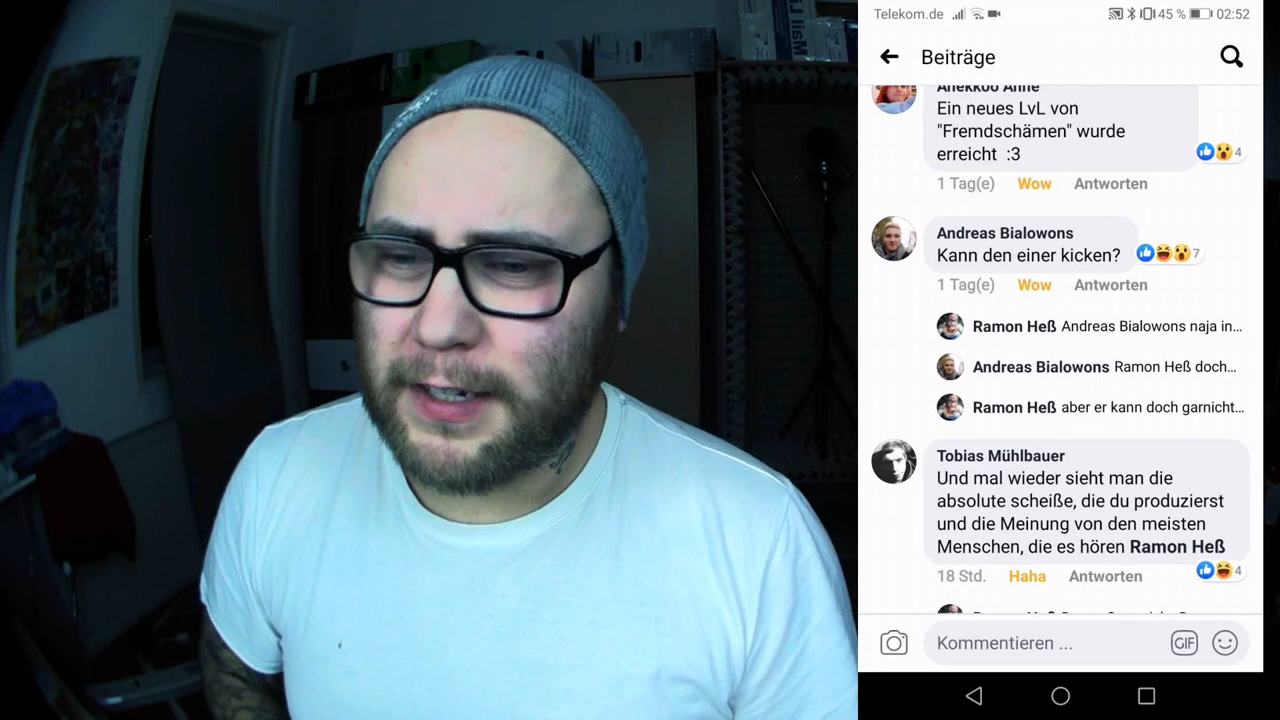 Telekom.de
45 % 02:52
Beiträge
Anekkoo Anne
Ein neues LvL von
"Fremdschämen" wurde
erreicht :3
4
1 Tag(e) Wow Antworten
Andreas Bialowons
Kann den einer kicken?
7
1 Tag(e) Wow Antworten
Ramon Heß Andreas Bialowons naja in...
Andreas Bialowons Ramon Heß doch...
Ramon Heß aber er kann doch garnicht...
Tobias Mühlbauer
Und mal wieder sieht man die
absolute scheiße, die du produzierst
und die Meinung von den meisten
Menschen, die es hören Ramon Heß
4
18 Std. Haha Antworten
Kommentieren ...
GIF